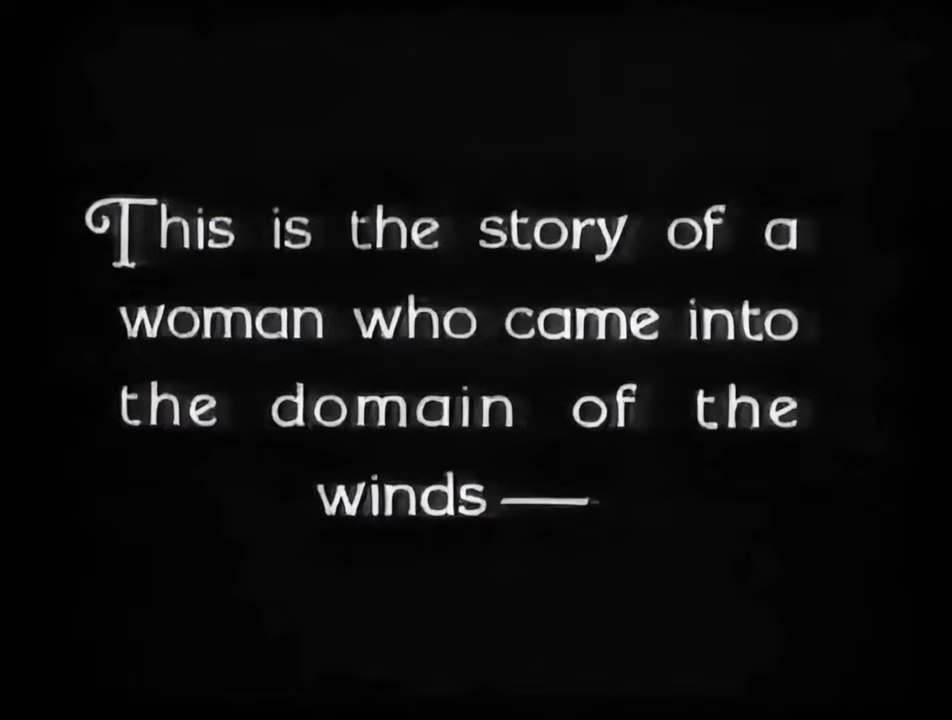 This is the story of a
woman who came into
the domain of the
winds —